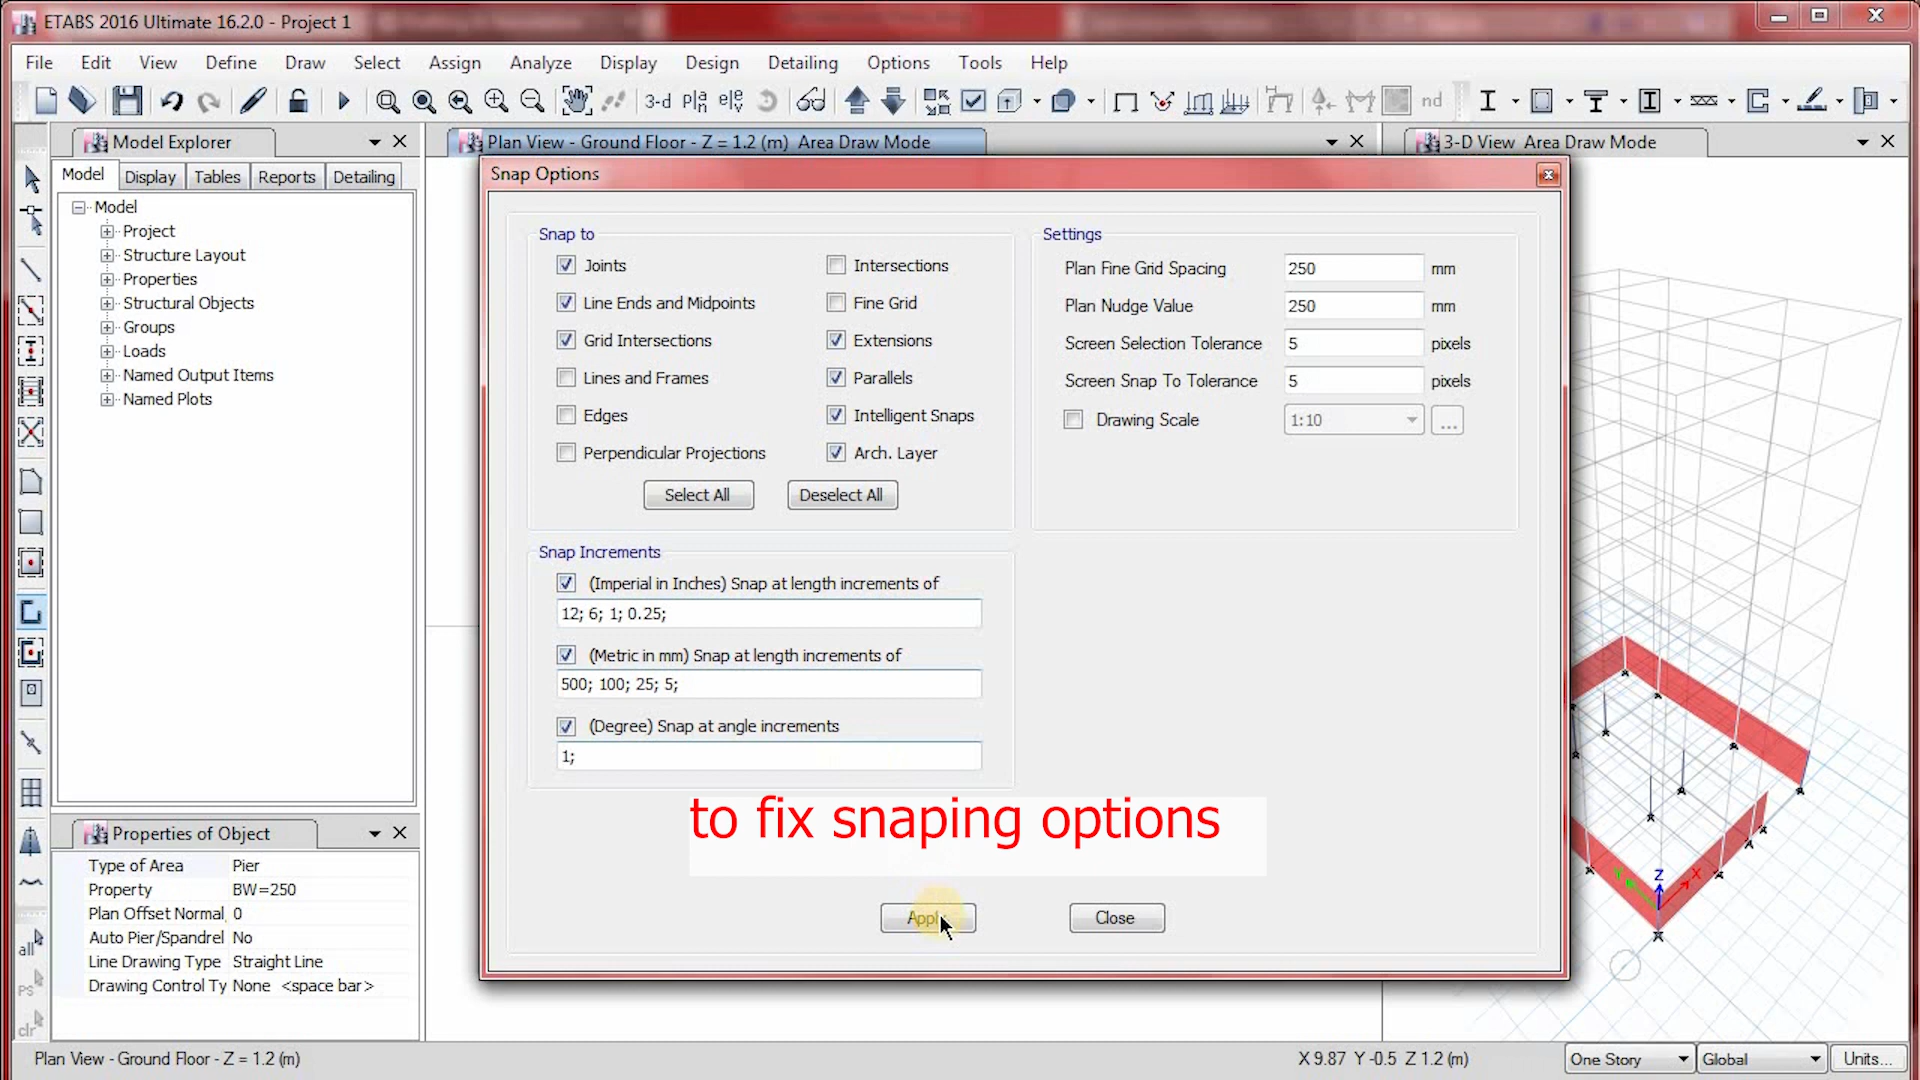 ETABS 2016 Ultimate 16.2.0 - Project 1
File Edit View Define Draw Select Assign Analyze Display Design Detailing Options Tools Help
3-d nd
Model Explorer
Plan View - Ground Floor - Z = 1.2 (m) Area Draw Mode
3-D View Area Draw Mode
Model Display Tables Reports Detailing
Model
Project
Structure Layout
Properties
Structural Objects
Groups
Loads
Named Output Items
Named Plots
Snap Options
Snap to
Joints
Intersections
Line Ends and Midpoints
Fine Grid
Grid Intersections
Extensions
Lines and Frames
Parallels
Edges
Intelligent Snaps
Perpendicular Projections
Arch. Layer
Select All
Deselect All
Settings
Plan Fine Grid Spacing 250 mm
Plan Nudge Value 250 mm
Screen Selection Tolerance 5 pixels
Screen Snap To Tolerance 5 pixels
Drawing Scale 1:10 ...
Snap Increments
(Imperial in Inches) Snap at length increments of
12; 6; 1; 0.25;
(Metric in mm) Snap at length increments of
500; 100; 25; 5;
(Degree) Snap at angle increments
1;
to fix snaping options
Apply
Close
Z
X
Y
Properties of Object
Type of Area Pier
Property BW=250
Plan Offset Normal, 0
Auto Pier/Spandrel No
Line Drawing Type Straight Line
Drawing Control Ty None <space bar>
all
ps
clr
Plan View - Ground Floor - Z = 1.2 (m)
X 9.87 Y -0.5 Z 1.2 (m)
One Story
Global
Units...